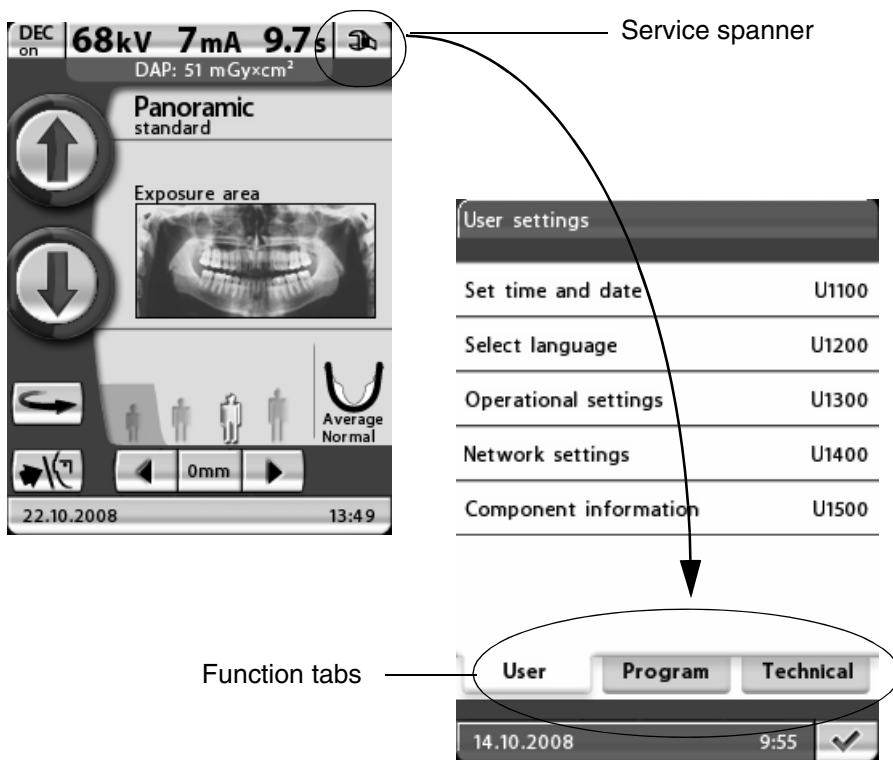 Service spanner
DEC on 68kV 7mA 9.7s
DAP: 51 mGy×cm²
Panoramic
standard
Exposure area
Average
Normal
0mm
22.10.2008 13:49
User settings
Set time and date U1100
Select language U1200
Operational settings U1300
Network settings U1400
Component information U1500
Function tabs
User Program Technical
14.10.2008 9:55